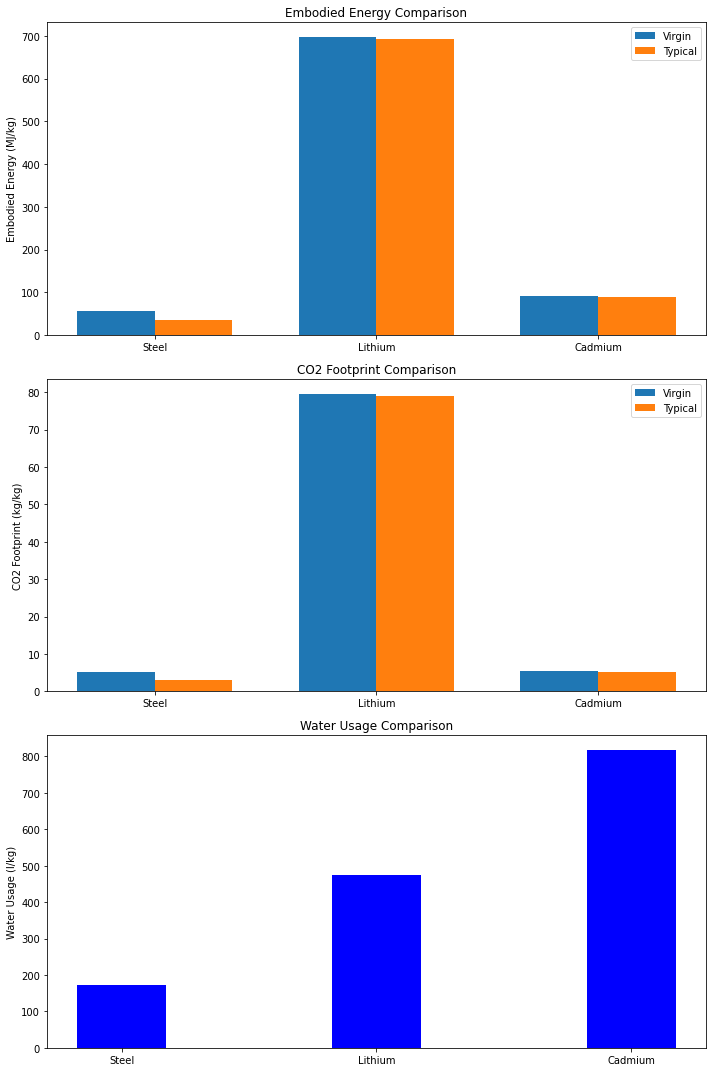 Embodied Energy Comparison
Virgin
Typical
Embodied Energy (MJ/kg)
700
600
500
400
300
200
100
0
Steel Lithium Cadmium
CO2 Footprint Comparison
Virgin
Typical
CO2 Footprint (kg/kg)
80
70
60
50
40
30
20
10
0
Steel Lithium Cadmium
Water Usage Comparison
Water Usage (l/kg)
800
700
600
500
400
300
200
100
0
Steel Lithium Cadmium